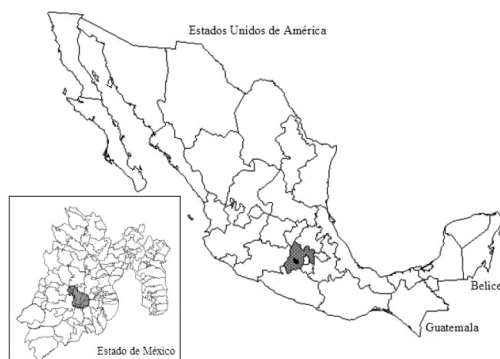 Estados Unidos de América
Belice
Guatemala
Estado de México